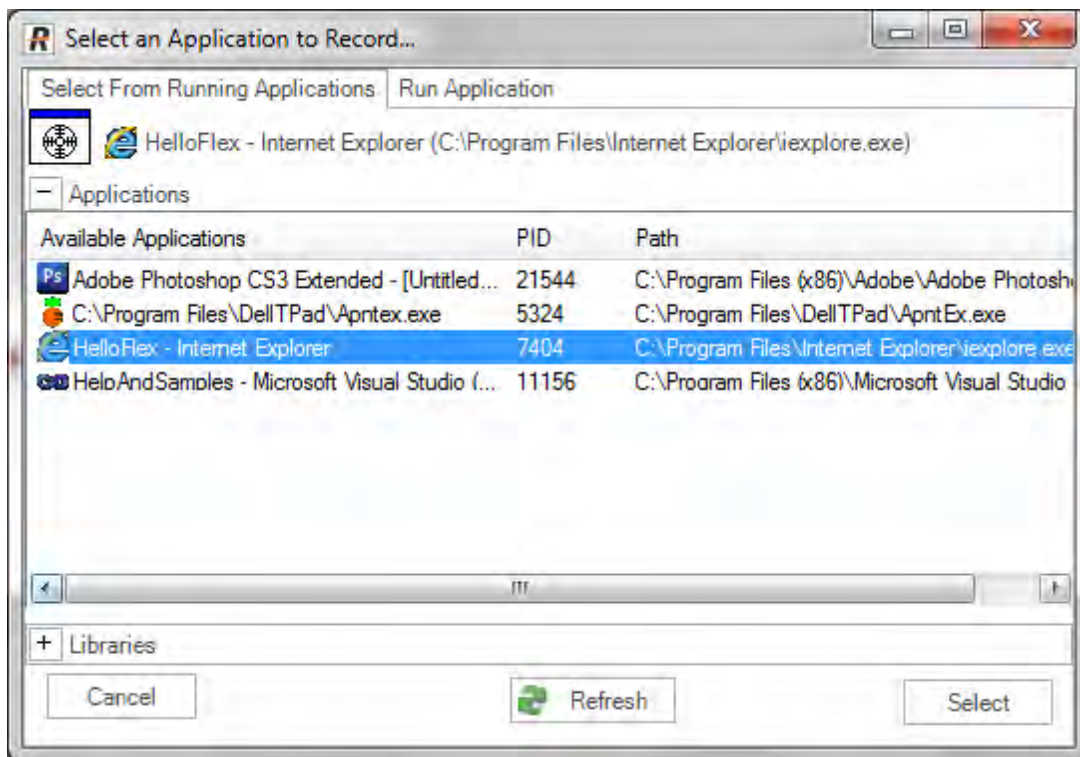 R Select an Application to Record...
Select From Running Applications Run Application
HelloFlex - Internet Explorer (C:\Program Files\Internet Explorer\iexplore.exe)
Applications
Available Applications PID Path
Ps Adobe Photoshop CS3 Extended - [Untitled... 21544 C:\Program Files (x86)\Adobe\Adobe Photosh
C:\Program Files\DellTPad\Apntex.exe 5324 C:\Program Files\DellTPad\ApntEx.exe
HelloFlex - Internet Explorer 7404 C:\Program Files\Internet Explorer\iexplore.exe
HelpAndSamples - Microsoft Visual Studio (... 11156 C:\Program Files (x86)\Microsoft Visual Studio
+ Libraries
Cancel Refresh Select